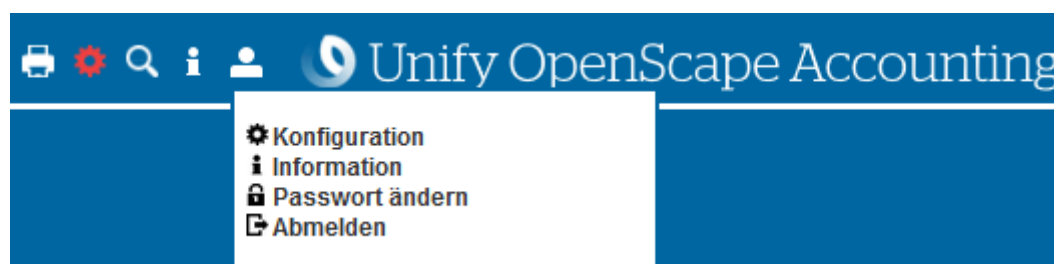 Unify OpenScape Accounting
Konfiguration
Information
Passwort ändern
Abmelden